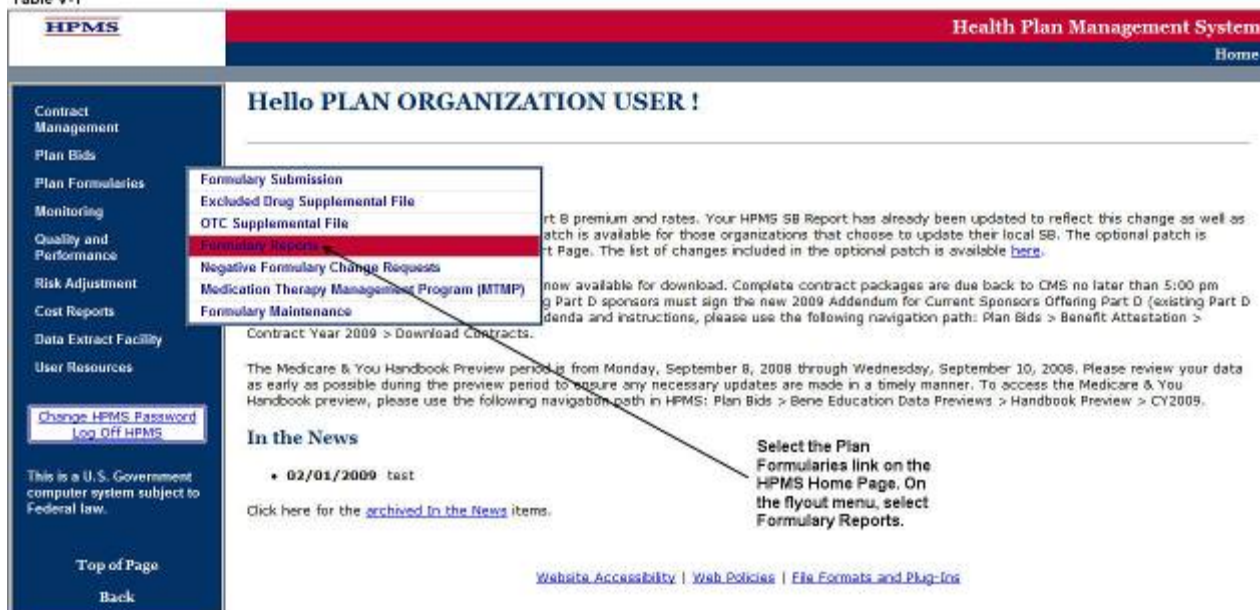 Table V-1
HPMS
Health Plan Management System
Home
Contract
Management
Plan Bids
Plan Formularies
Monitoring
Quality and
Performance
Risk Adjustment
Cost Reports
Data Extract Facility
User Resources
Change HPMS Password
Log Off HPMS
This is a U.S. Government
computer system subject to
Federal law.
Top of Page
Back
Hello PLAN ORGANIZATION USER !
Formulary Submission
Excluded Drug Supplemental File
OTC Supplemental File
Formulary Reports
Negative Formulary Change Requests
Medication Therapy Management Program (MTMP)
Formulary Maintenance
rt B premium and rates. Your HPMS SB Report has already been updated to reflect this change as well as
atch is available for those organizations that choose to update their local SB. The optional patch is
rt Page. The list of changes included in the optional patch is available here.
now available for download. Complete contract packages are due back to CMS no later than 5:00 pm
g Part D sponsors must sign the new 2009 Addendum for Current Sponsors Offering Part D (existing Part D
denda and instructions, please use the following navigation path: Plan Bids > Benefit Attestation >
Contract Year 2009 > Download Contracts.
The Medicare & You Handbook Preview period is from Monday, September 8, 2008 through Wednesday, September 10, 2008. Please review your data
as early as possible during the preview period to ensure any necessary updates are made in a timely manner. To access the Medicare & You
Handbook preview, please use the following navigation path in HPMS: Plan Bids > Bene Education Data Previews > Handbook Preview > CY2009.
In the News
• 02/01/2009 test
Click here for the archived In the News items.
Select the Plan
Formularies link on the
HPMS Home Page. On
the flyout menu, select
Formulary Reports.
Website Accessibility | Web Policies | File Formats and Plug-Ins